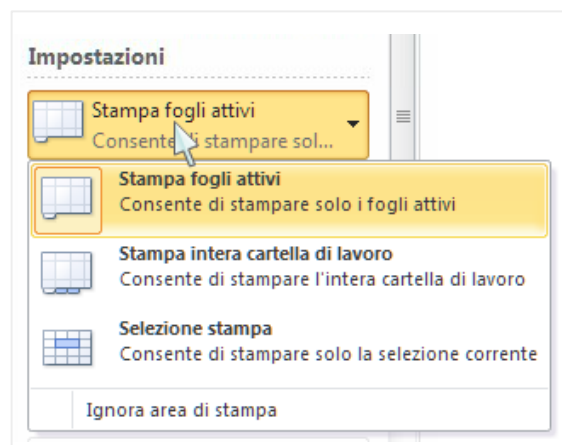 Impostazioni
Stampa fogli attivi
Consente di stampare sol...
Stampa fogli attivi
Consente di stampare solo i fogli attivi
Stampa intera cartella di lavoro
Consente di stampare l'intera cartella di lavoro
Selezione stampa
Consente di stampare solo la selezione corrente
Ignora area di stampa